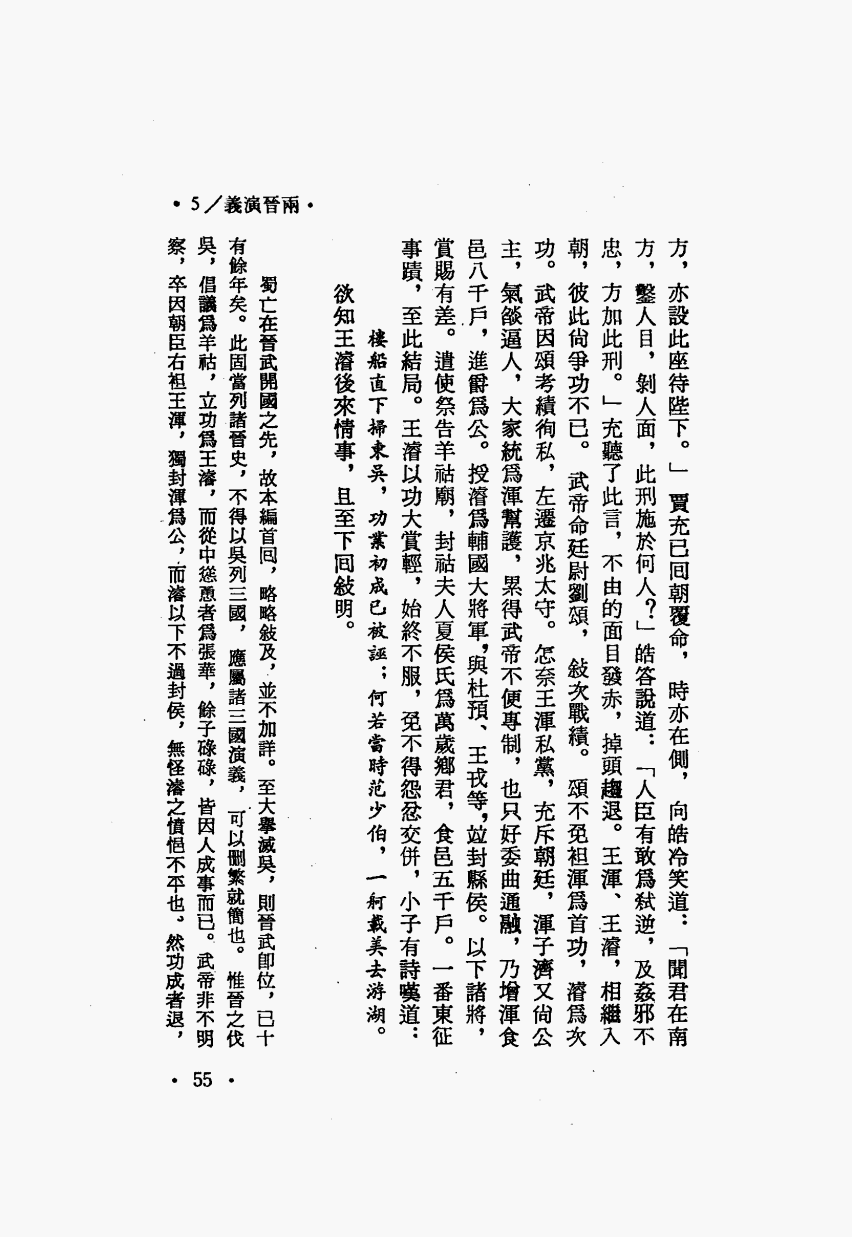 •5/義演晉兩•
方，亦設此座待陛下。」賈充已囘朝覆命，時亦在側，向皓冷笑道：「聞君在南
方，鑿人目，剝人面，此刑施於何人？」皓答說道：「人臣有敢爲弒逆，及姦邪不
忠，方加此刑。」充聽了此言，不由的面目發赤，掉頭趨退。王渾、王濬，相繼入
朝，彼此尙爭功不已。武帝命廷尉劉頌，敍次戰績。頌不免袒渾爲首功，濬爲次
功。武帝因頌考績徇私，左遷京兆太守。怎奈王渾私黨，充斥朝廷，渾子濟又尙公
主，氣燄逼人，大家統爲渾幫護，累得武帝不便專制，也只好委曲通融，乃增渾食
邑八千戶，進爵爲公。授濬爲輔國大將軍，與杜預、王戎等，竝封縣侯。以下諸將，
賞賜有差。遣使祭告羊祜廟，封祜夫人夏侯氏爲萬歲鄕君，食邑五千戶。一番東征
事蹟，至此結局。王濬以功大賞輕，始終不服，免不得怨忿交併，小子有詩嘆道：
樓船直下掃東吳，功業初成已被誣；何若當時范少伯，一舸載美去游湖。
欲知王濬後來情事，且至下囘敍明。
蜀亡在晉武開國之先，故本編首囘，略略敍及，並不加詳。至大擧滅吳，則晉武卽位，已十
有餘年矣。此固當列諸晉史，不得以吳列三國，應屬諸三國演義，可以刪繁就簡也。惟晉之伐
吳，倡議爲羊祜，立功爲王濬，而從中慫恿者爲張華，餘子碌碌，皆因人成事而已。武帝非不明
察，卒因朝臣右袒王渾，獨封渾爲公，而濬以下不過封侯，無怪濬之憤悒不平也。然功成者退，
•55•